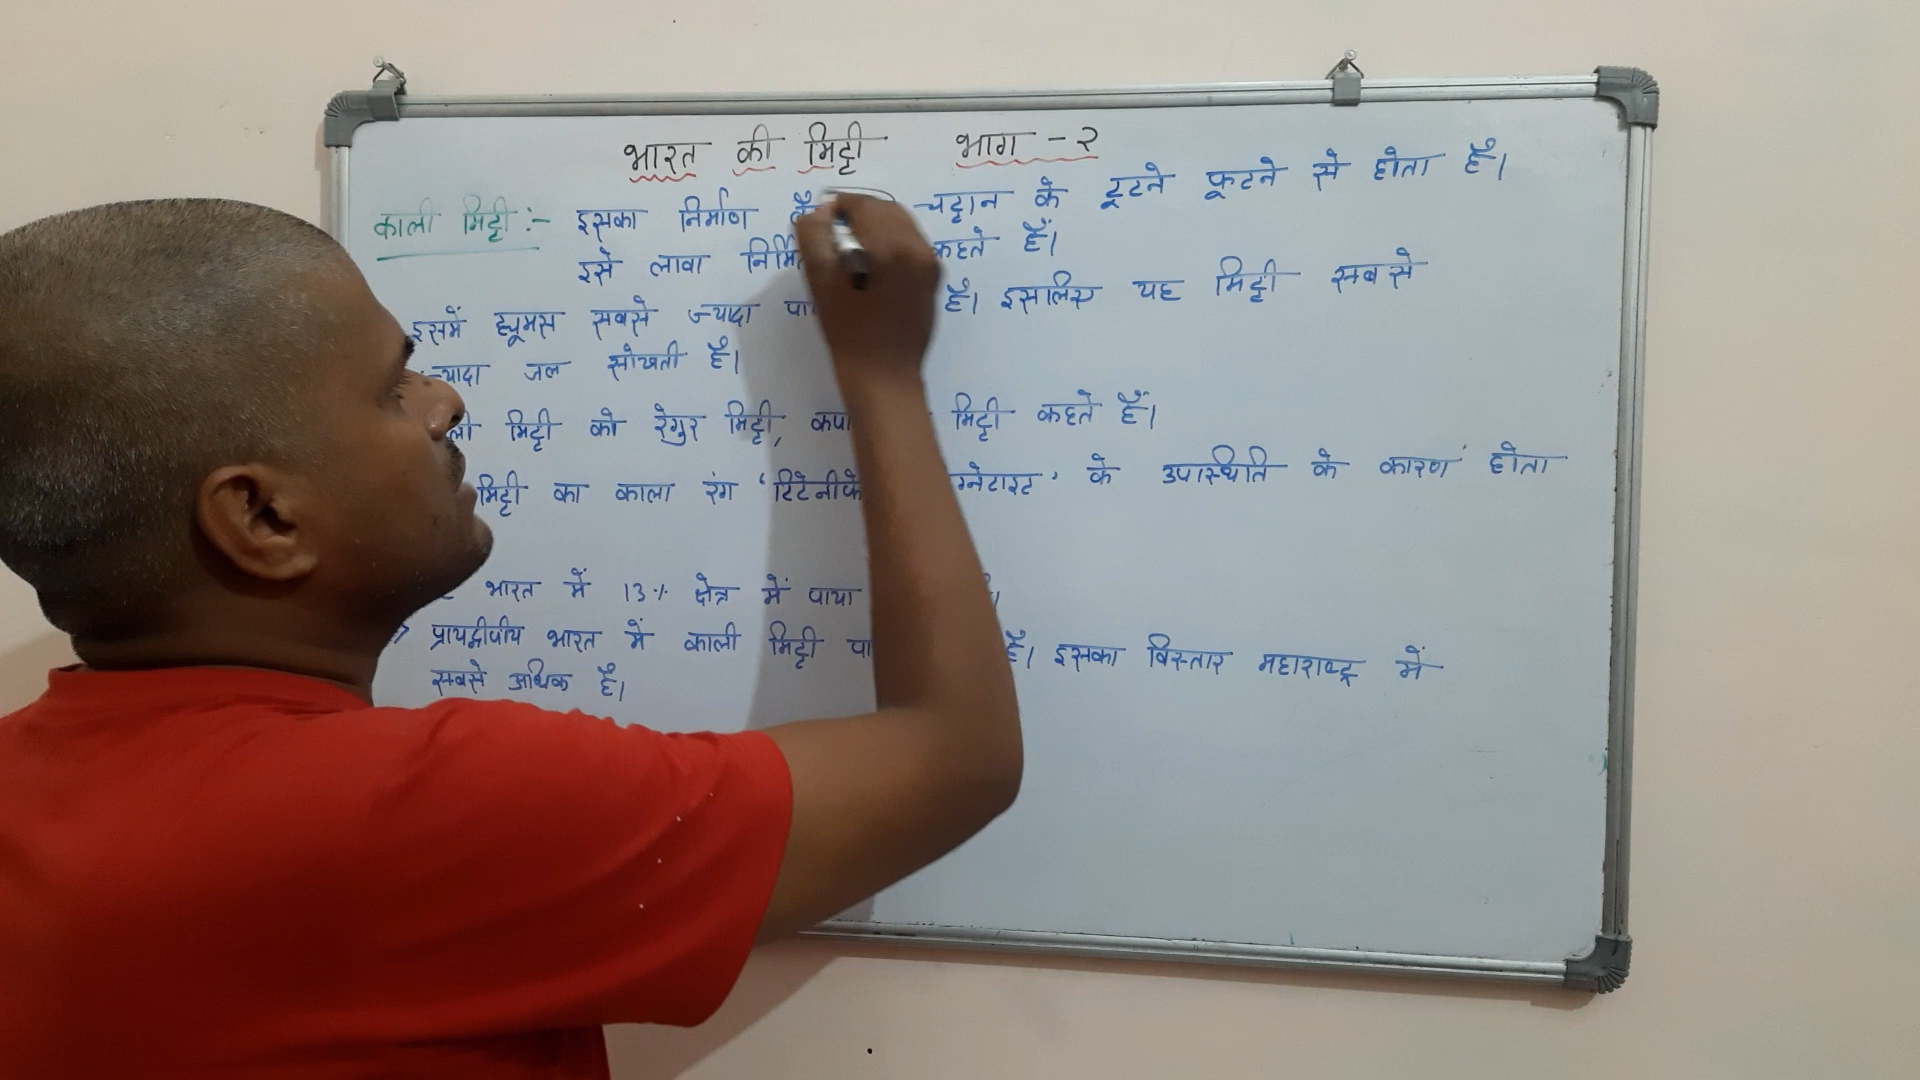 भारत की मिट्टी भाग -२
काली मिट्टी :- इसका निर्माण चट्टान के टूटने फूटने से होता हैं।
इसे लावा कहते हैं।
इसमें ह्यूमस सबसे ज्यादा हैं। इसलिए यह मिट्टी सबसे
ज्यादा जल सोखती हैं।
मिट्टी को रेगुर मिट्टी, मिट्टी कहते हैं।
मिट्टी का काला रंग ' ' के उपास्थिति के कारण होता
भारत में 13% क्षेत्र में पाया
प्रायद्वीपीय भारत में काली मिट्टी हैं। इसका विस्तार महाराष्ट्र में
सबसे अधिक हैं।